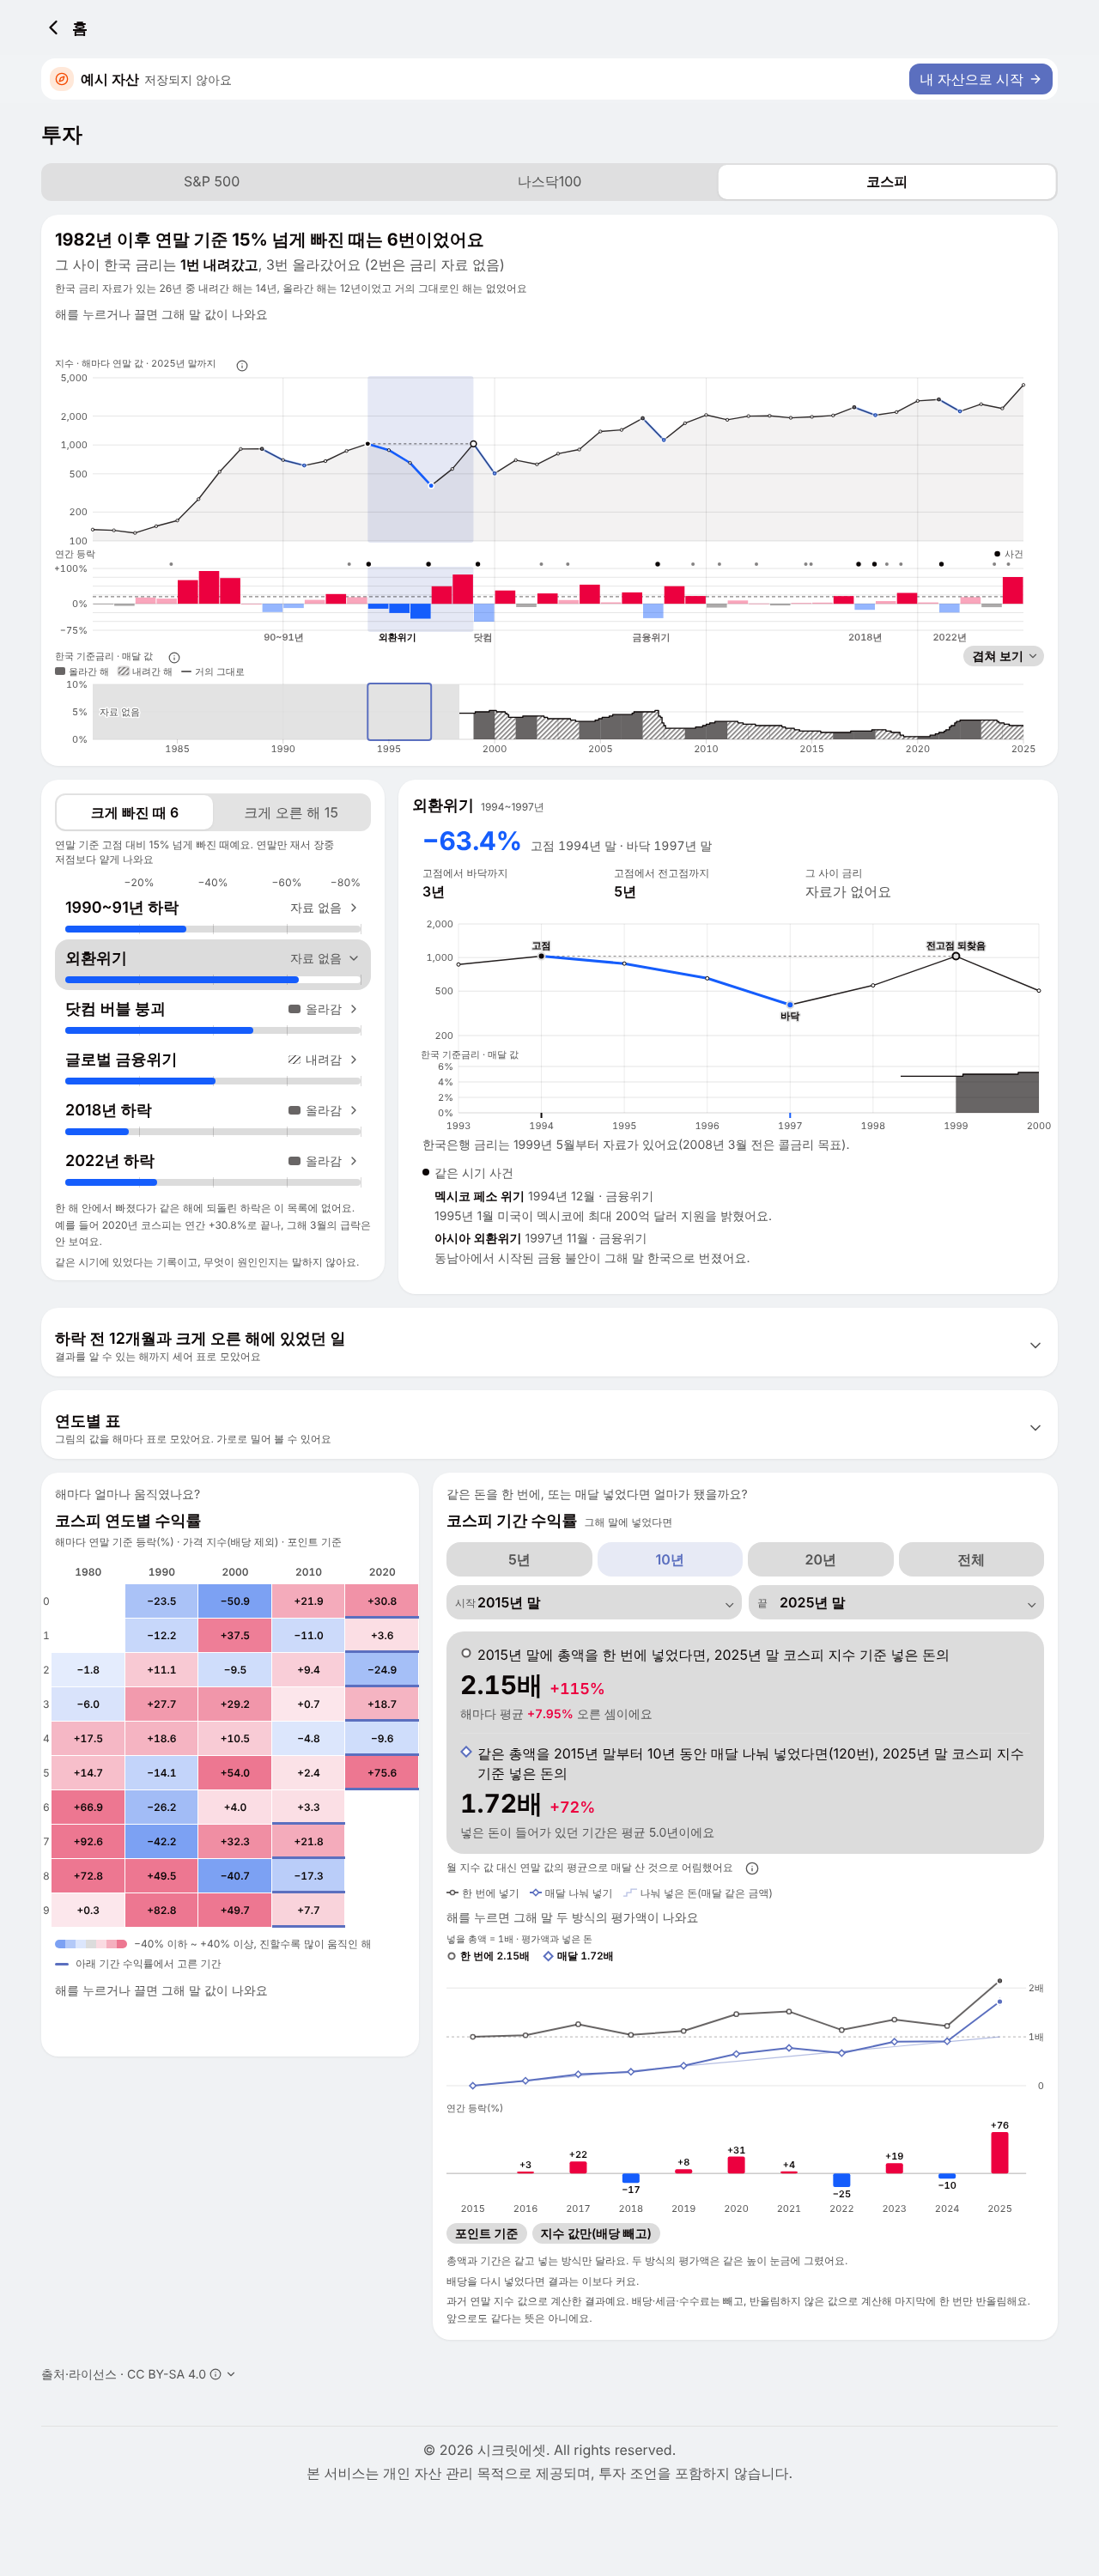 홈
예시 자산 저장되지 않아요
내 자산으로 시작
투자
S&P 500
나스닥100
코스피
1982년 이후 연말 기준 15% 넘게 빠진 때는 6번이었어요
그 사이 한국 금리는 1번 내려갔고, 3번 올라갔어요 (2번은 금리 자료 없음)
한국 금리 자료가 있는 26년 중 내려간 해는 14년, 올라간 해는 12년이었고 거의 그대로인 해는 없었어요
해를 누르거나 끌면 그해 말 값이 나와요
지수 · 해마다 연말 값 · 2025년 말까지
5,000
2,000
1,000
500
200
100
연간 등락
사건
+100%
0%
−75%
90~91년
외환위기
닷컴
금융위기
2018년
2022년
한국 기준금리 · 매달 값
겹쳐 보기
올라간 해
내려간 해
거의 그대로
10%
5%
0%
자료 없음
1985
1990
1995
2000
2005
2010
2015
2020
2025
크게 빠진 때 6
크게 오른 해 15
연말 기준 고점 대비 15% 넘게 빠진 때예요. 연말만 재서 장중
저점보다 얕게 나와요
−20%
−40%
−60%
−80%
1990~91년 하락
자료 없음
외환위기
자료 없음
닷컴 버블 붕괴
올라감
글로벌 금융위기
내려감
2018년 하락
올라감
2022년 하락
올라감
한 해 안에서 빠졌다가 같은 해에 되돌린 하락은 이 목록에 없어요.
예를 들어 2020년 코스피는 연간 +30.8%로 끝나, 그해 3월의 급락은
안 보여요.
같은 시기에 있었다는 기록이고, 무엇이 원인인지는 말하지 않아요.
외환위기 1994~1997년
−63.4% 고점 1994년 말 · 바닥 1997년 말
고점에서 바닥까지
3년
고점에서 전고점까지
5년
그 사이 금리
자료가 없어요
2,000
1,000
500
200
고점
전고점 되찾음
바닥
한국 기준금리 · 매달 값
6%
4%
2%
0%
1993
1994
1995
1996
1997
1998
1999
2000
한국은행 금리는 1999년 5월부터 자료가 있어요(2008년 3월 전은 콜금리 목표).
같은 시기 사건
멕시코 페소 위기 1994년 12월 · 금융위기
1995년 1월 미국이 멕시코에 최대 200억 달러 지원을 밝혔어요.
아시아 외환위기 1997년 11월 · 금융위기
동남아에서 시작된 금융 불안이 그해 말 한국으로 번졌어요.
하락 전 12개월과 크게 오른 해에 있었던 일
결과를 알 수 있는 해까지 세어 표로 모았어요
연도별 표
그림의 값을 해마다 표로 모았어요. 가로로 밀어 볼 수 있어요
해마다 얼마나 움직였나요?
코스피 연도별 수익률
해마다 연말 기준 등락(%) · 가격 지수(배당 제외) · 포인트 기준
1980 1990 2000 2010 2020
0 −23.5 −50.9 +21.9 +30.8
1 −12.2 +37.5 −11.0 +3.6
2 −1.8 +11.1 −9.5 +9.4 −24.9
3 −6.0 +27.7 +29.2 +0.7 +18.7
4 +17.5 +18.6 +10.5 −4.8 −9.6
5 +14.7 −14.1 +54.0 +2.4 +75.6
6 +66.9 −26.2 +4.0 +3.3
7 +92.6 −42.2 +32.3 +21.8
8 +72.8 +49.5 −40.7 −17.3
9 +0.3 +82.8 +49.7 +7.7
−40% 이하 ~ +40% 이상, 진할수록 많이 움직인 해
아래 기간 수익률에서 고른 기간
해를 누르거나 끌면 그해 말 값이 나와요
같은 돈을 한 번에, 또는 매달 넣었다면 얼마가 됐을까요?
코스피 기간 수익률 그해 말에 넣었다면
5년
10년
20년
전체
시작 2015년 말
끝 2025년 말
2015년 말에 총액을 한 번에 넣었다면, 2025년 말 코스피 지수 기준 넣은 돈의
2.15배 +115%
해마다 평균 +7.95% 오른 셈이에요
같은 총액을 2015년 말부터 10년 동안 매달 나눠 넣었다면(120번), 2025년 말 코스피 지수
기준 넣은 돈의
1.72배 +72%
넣은 돈이 들어가 있던 기간은 평균 5.0년이에요
월 지수 값 대신 연말 값의 평균으로 매달 산 것으로 어림했어요
한 번에 넣기
매달 나눠 넣기
나눠 넣은 돈(매달 같은 금액)
해를 누르면 그해 말 두 방식의 평가액이 나와요
넣을 총액 = 1배 · 평가액과 넣은 돈
한 번에 2.15배
매달 1.72배
2배
1배
0
연간 등락(%)
+3
+22
−17
+8
+31
+4
−25
+19
−10
+76
2015
2016
2017
2018
2019
2020
2021
2022
2023
2024
2025
포인트 기준
지수 값만(배당 빼고)
총액과 기간은 같고 넣는 방식만 달라요. 두 방식의 평가액은 같은 높이 눈금에 그렸어요.
배당을 다시 넣었다면 결과는 이보다 커요.
과거 연말 지수 값으로 계산한 결과예요. 배당·세금·수수료는 빼고, 반올림하지 않은 값으로 계산해 마지막에 한 번만 반올림해요.
앞으로도 같다는 뜻은 아니에요.
출처·라이선스 · CC BY-SA 4.0
© 2026 시크릿에셋. All rights reserved.
본 서비스는 개인 자산 관리 목적으로 제공되며, 투자 조언을 포함하지 않습니다.